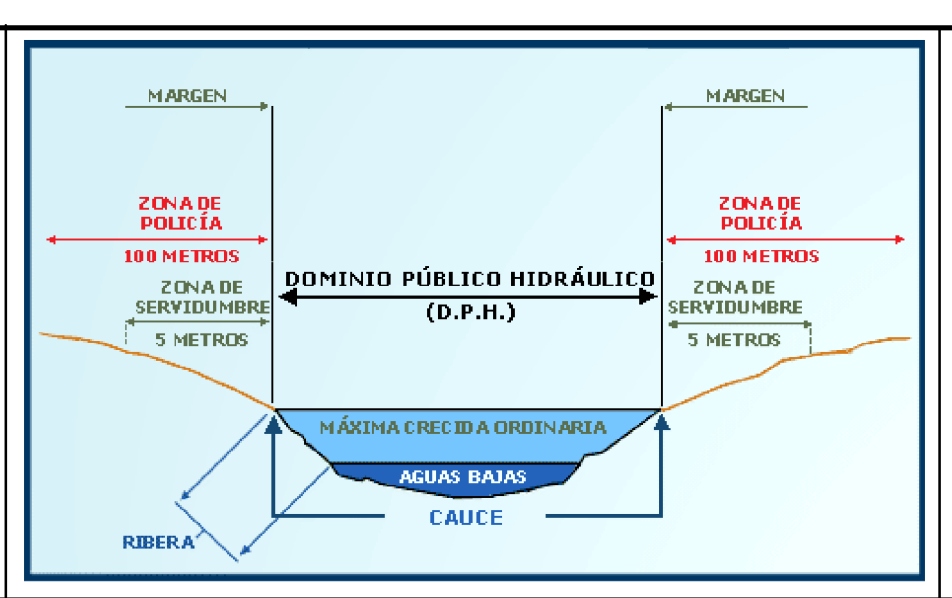 MARGEN
MARGEN
ZONA DE
POLICÍA
100 METROS
ZONA DE
POLICÍA
100 METROS
ZONA DE
SERVIDUMBRE
5 METROS
DOMINIO PÚBLICO HIDRÁULICO
(D.P.H.)
ZONA DE
SERVIDUMBRE
5 METROS
MÁXIMA CRECIDA ORDINARIA
AGUAS BAJAS
CAUCE
RIBERA